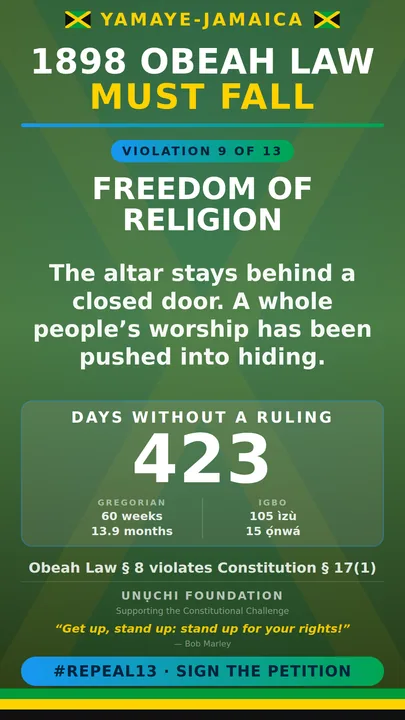 YAMAYE-JAMAICA
1898 OBEAH LAW
MUST FALL
VIOLATION 9 OF 13
FREEDOM OF
RELIGION
The altar stays behind a
closed door. A whole
people’s worship has been
pushed into hiding.
DAYS WITHOUT A RULING
423
GREGORIAN
60 weeks
13.9 months
IGBO
105 ìzù
15 ọ́nwá
Obeah Law § 8 violates Constitution § 17(1)
UNỤCHI FOUNDATION
Supporting the Constitutional Challenge
“Get up, stand up: stand up for your rights!”
— Bob Marley
#REPEAL13 · SIGN THE PETITION